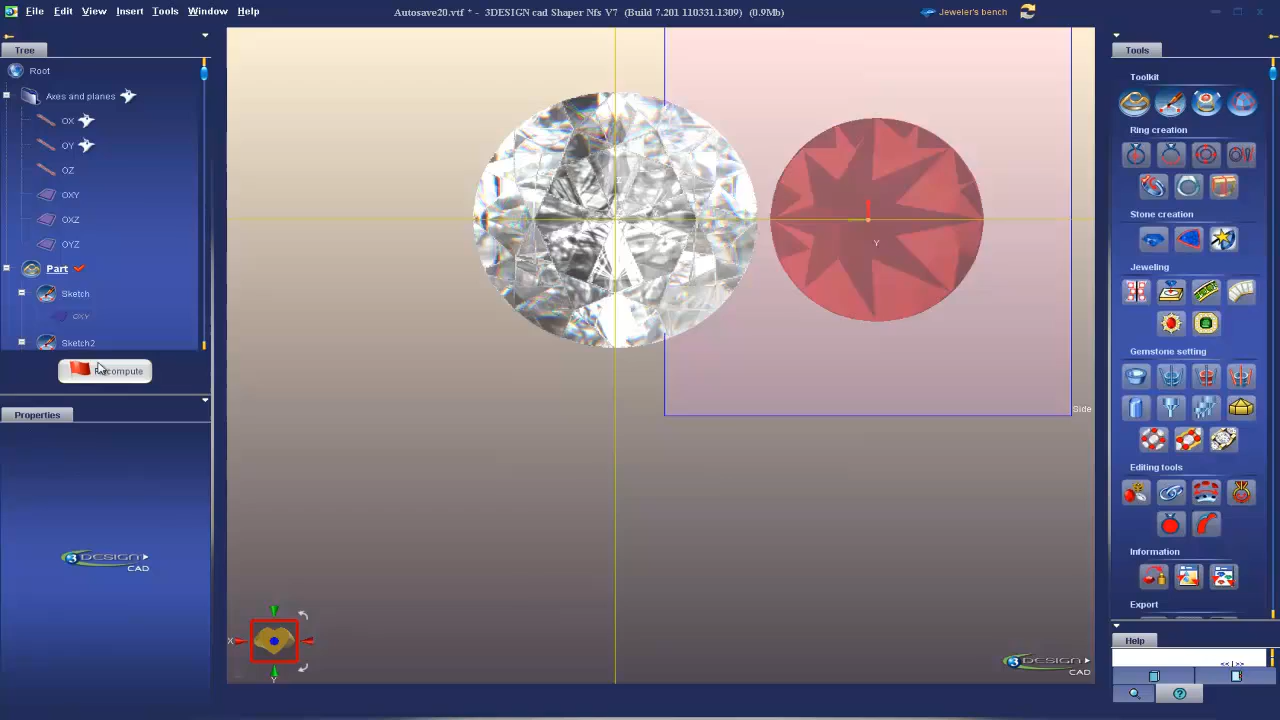 File Edit View Insert Tools Window Help
Autosave20.vtf * - 3DESIGN cad Shaper Nfs V7 (Build 7.201 110331.1309) (0.9Mb)
Jeweler's bench
Tree
Root
Axes and planes
OX
OY
OZ
OXY
OXZ
OYZ
Part
Sketch
OXY
Sketch2
Properties
3DESIGN
CAD
Z
Y
Side
X
Y
3DESIGN
CAD
Tools
Toolkit
Ring creation
Stone creation
Jeweling
Gemstone setting
Editing tools
Information
Export
Help
<< | >>